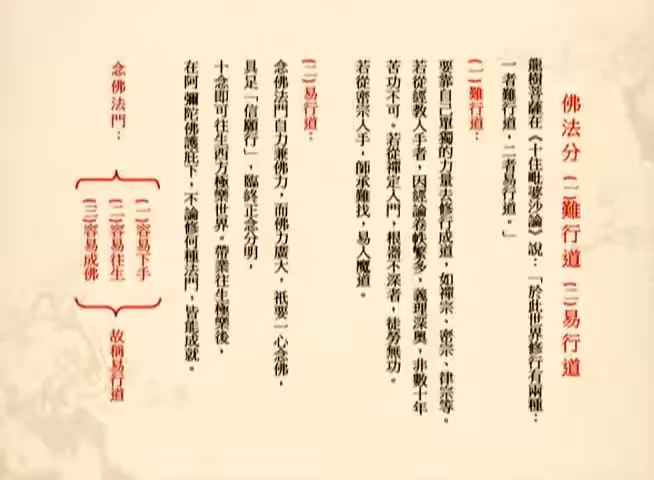 佛法分 (一)難行道 (二)易行道
龍樹菩薩在《十住毗婆沙論》說：「於此世界修行有兩種：
一者難行道，二者易行道。」
(一)難行道：
要靠自己單獨的力量去修行成道，如禪宗、密宗、律宗等。
若從經教入手者，因經論卷帙繁多，義理深奧，非數十年
苦功不可。若從禪定入門，根器不深者，徒勞無功。
若從密宗入手，師承難找，易入魔道。
(二)易行道：
念佛法門自力兼佛力，而佛力廣大，祇要一心念佛，
具足「信願行」，臨終正念分明，
十念即可往生西方極樂世界。帶業往生極樂後，
在阿彌陀佛護庇下，不論修何種法門，皆能成就。
念佛法門：
(一)容易下手
(二)容易往生
(三)容易成佛
故稱易行道